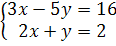 3x − 5y = 16
2x + y = 2